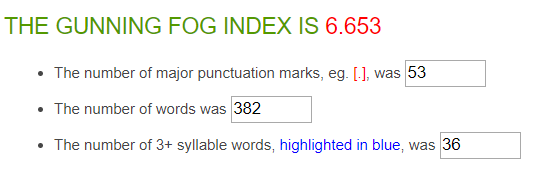 THE GUNNING FOG INDEX IS 6.653
• The number of major punctuation marks, eg. [.], was 53
• The number of words was 382
• The number of 3+ syllable words, highlighted in blue, was 36